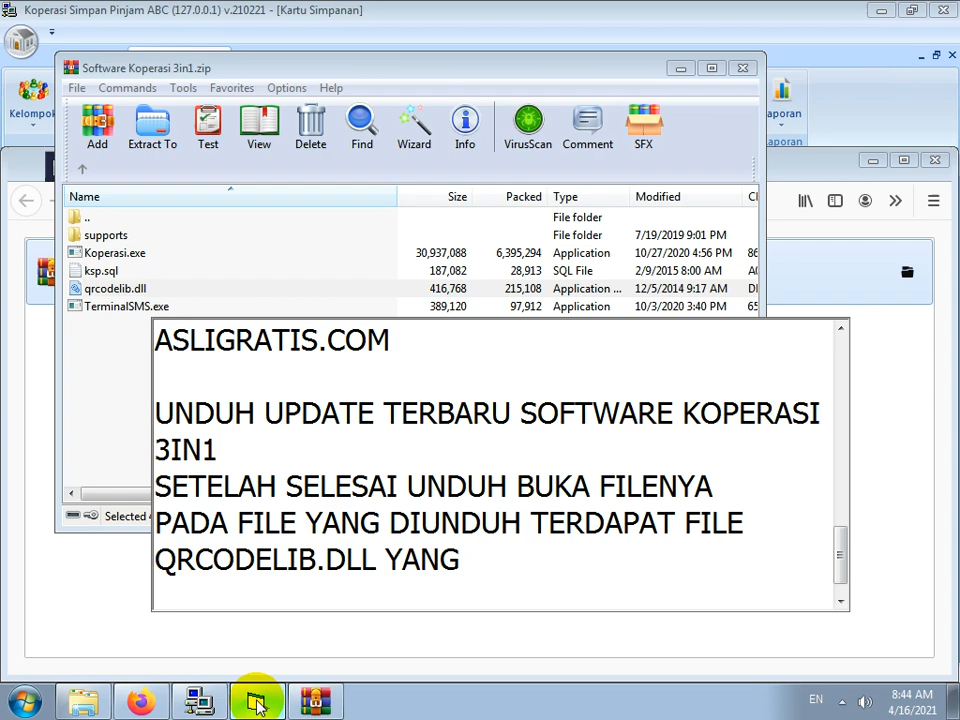 Koperasi Simpan Pinjam ABC (127.0.0.1) v.210221 - [Kartu Simpanan]
Software Koperasi 3in1.zip
File Commands Tools Favorites Options Help
Kelompok
Add Extract To Test View Delete Find Wizard Info VirusScan Comment SFX
Laporan
Name Size Packed Type Modified
.. File folder
supports File folder 7/19/2019 9:01 PM
Koperasi.exe 30,937,088 6,395,294 Application 10/27/2020 4:56 PM 86
ksp.sql 187,082 28,913 SQL File 2/9/2015 8:00 AM
qrcodelib.dll 416,768 215,108 Application ... 12/5/2014 9:17 AM
TerminalSMS.exe 389,120 97,912 Application 10/3/2020 3:40 PM 65
ASLIGRATIS.COM
UNDUH UPDATE TERBARU SOFTWARE KOPERASI
3IN1
SETELAH SELESAI UNDUH BUKA FILENYA
PADA FILE YANG DIUNDUH TERDAPAT FILE
QRCODELIB.DLL YANG
Selected
EN
8:44 AM
4/16/2021